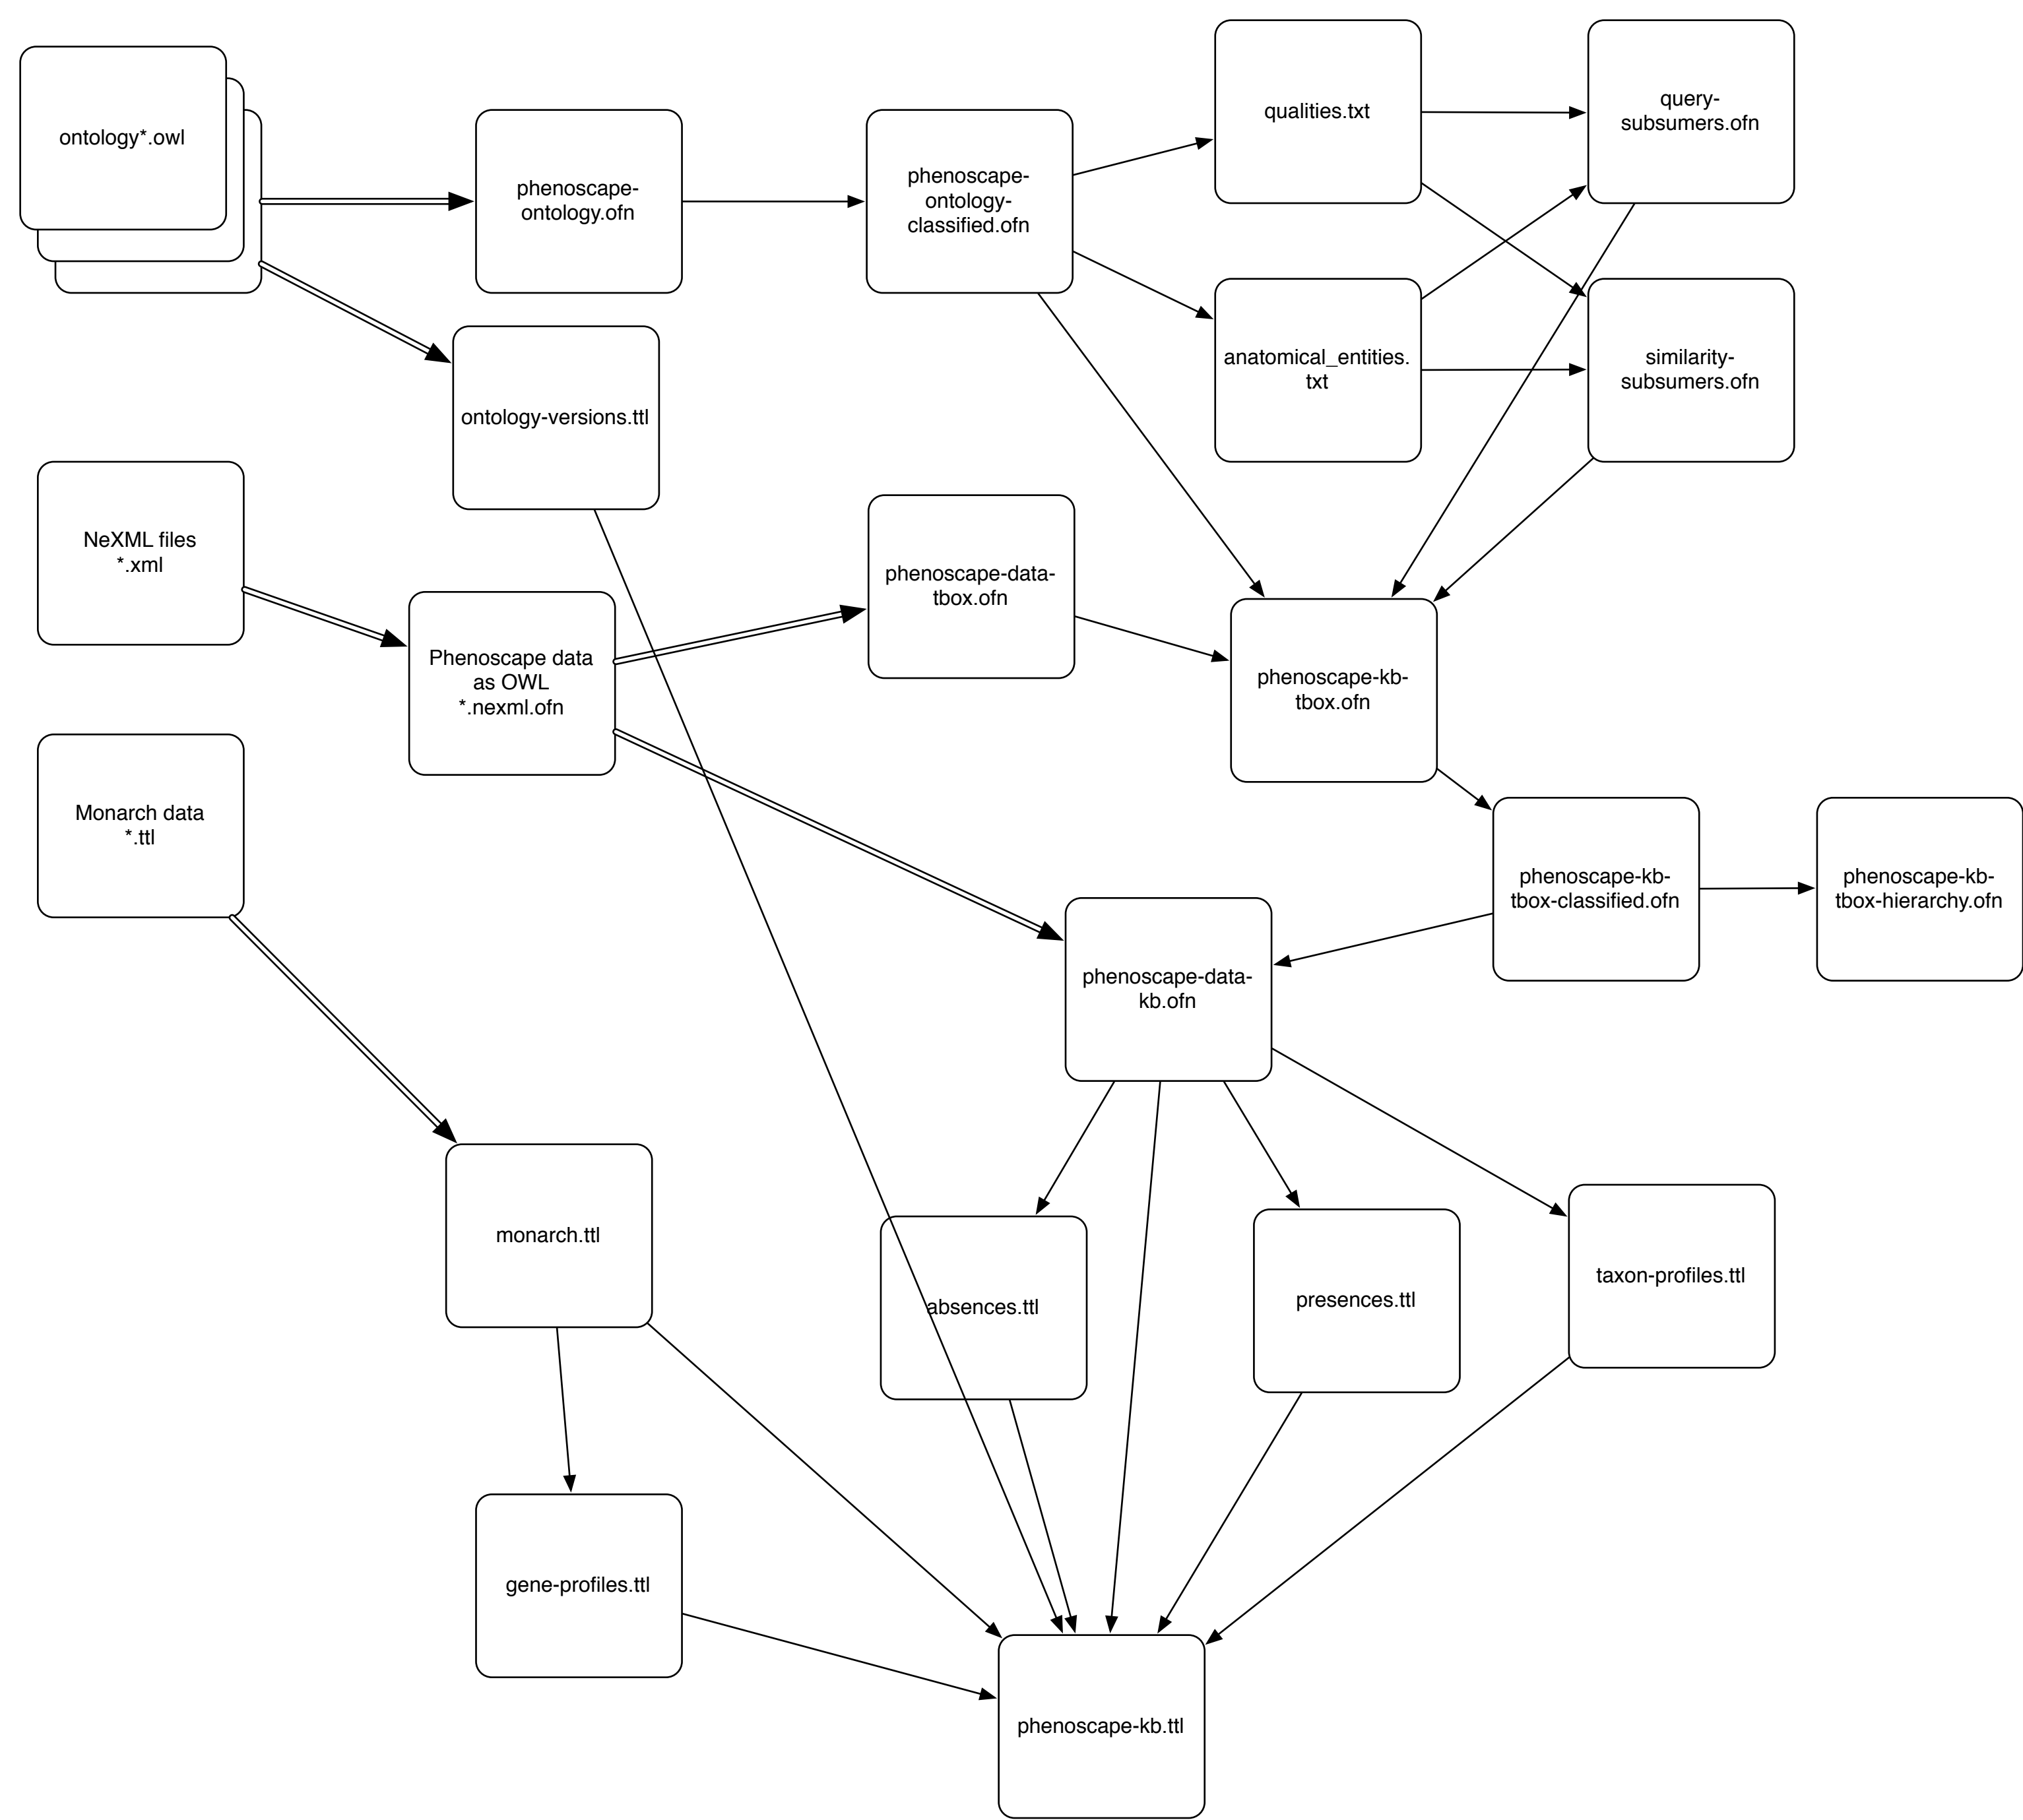 ontology*.owl
phenoscape-
ontology.ofn
phenoscape-
ontology-
classified.ofn
qualities.txt
query-
subsumers.ofn
ontology-versions.ttl
anatomical_entities.
txt
similarity-
subsumers.ofn
NeXML files
*.xml
Phenoscape data
as OWL
*.nexml.ofn
phenoscape-data-
tbox.ofn
phenoscape-kb-
tbox.ofn
Monarch data
*.ttl
phenoscape-kb-
tbox-classified.ofn
phenoscape-kb-
tbox-hierarchy.ofn
phenoscape-data-
kb.ofn
monarch.ttl
absences.ttl
presences.ttl
taxon-profiles.ttl
gene-profiles.ttl
phenoscape-kb.ttl